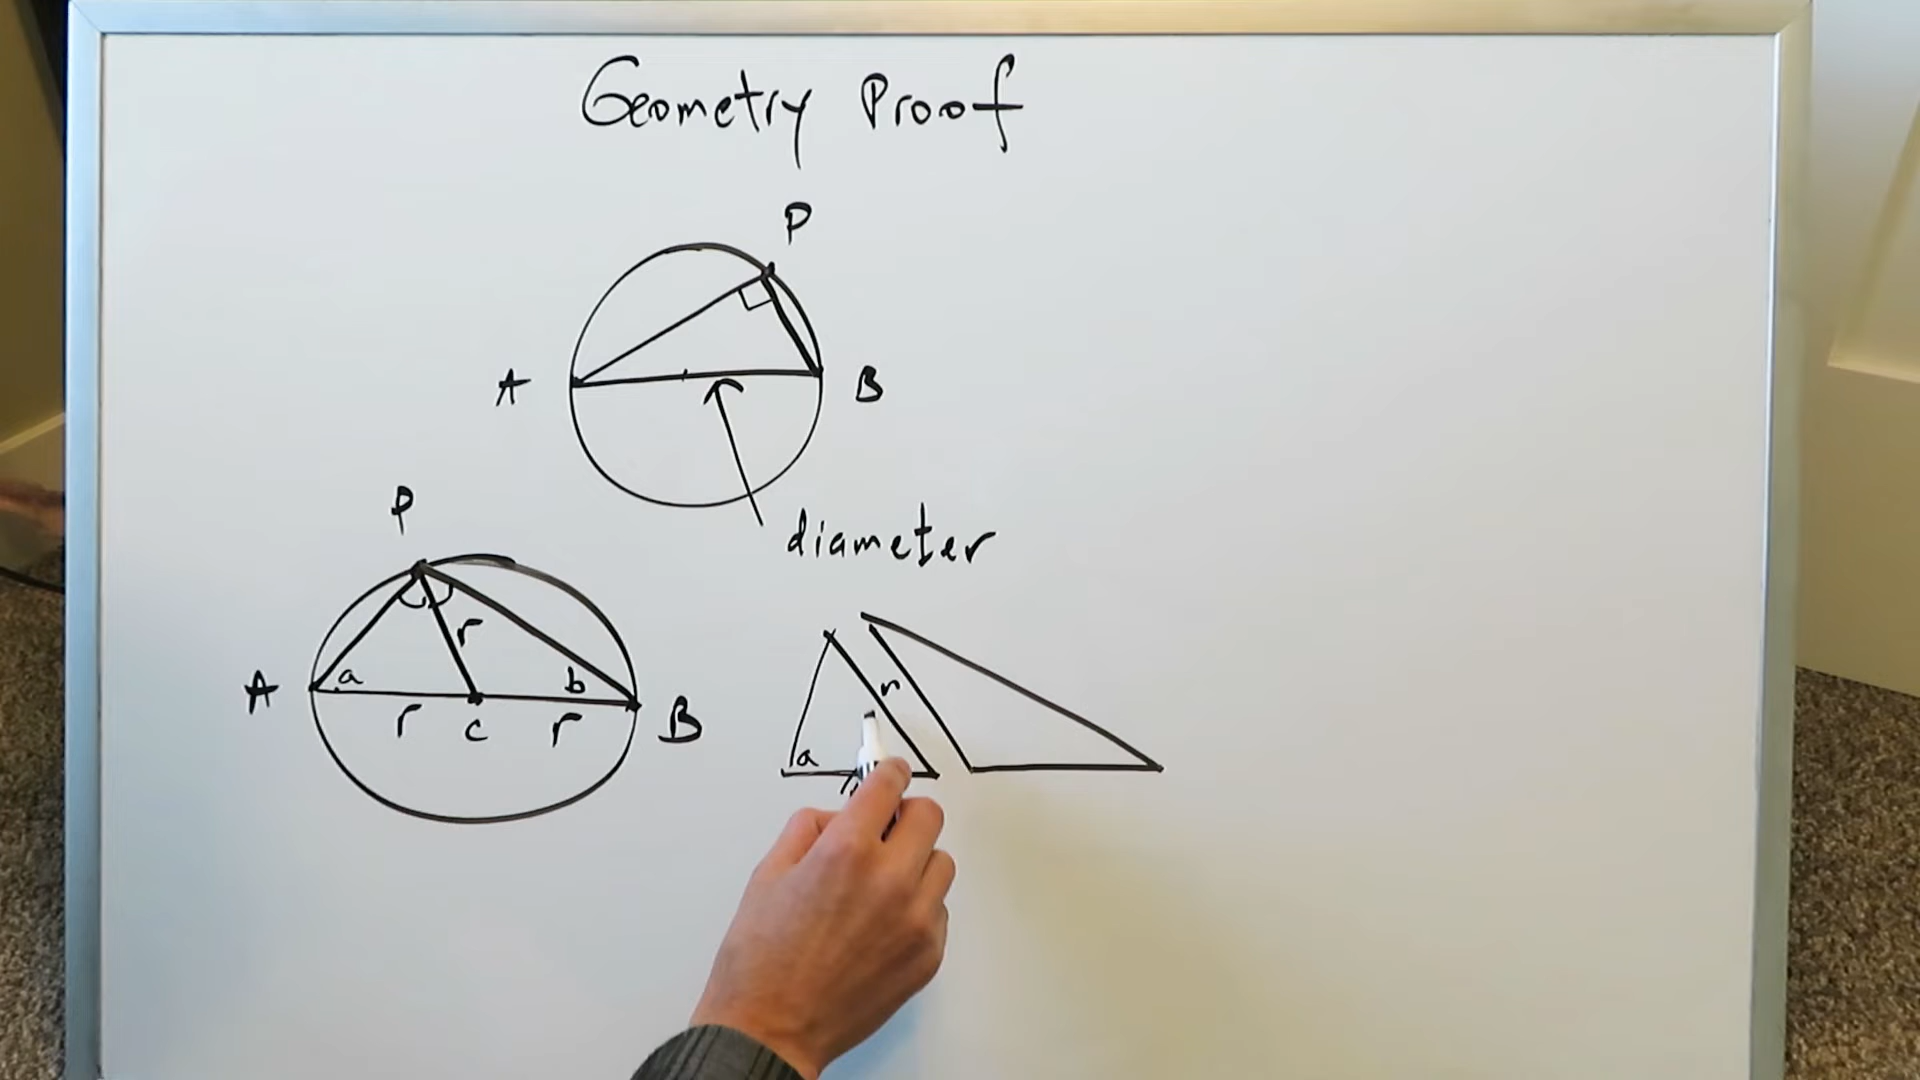 Geometry Proof
P
A B
diameter
P
r
A a b B
r c r
r
a